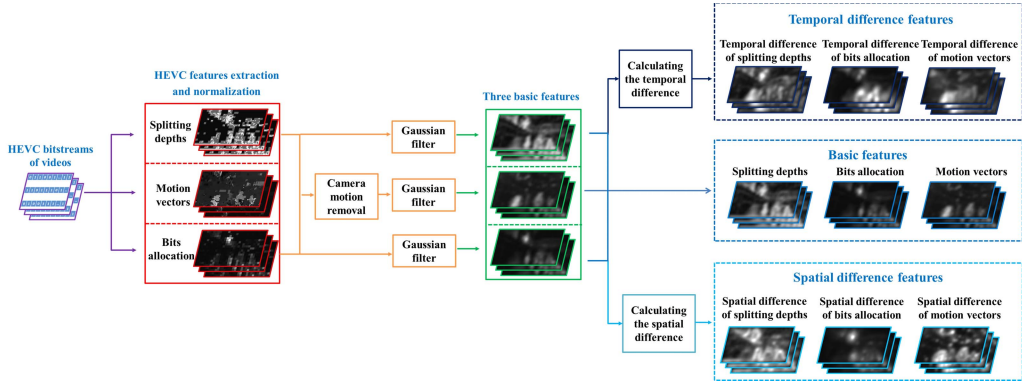 HEVC bitstreams
of videos
HEVC features extraction
and normalization
Splitting
depths
Motion
vectors
Bits
allocation
Camera
motion
removal
Gaussian
filter
Gaussian
filter
Gaussian
filter
Three basic features
Calculating
the temporal
difference
Calculating
the spatial
difference
Temporal difference features
Temporal difference
of splitting depths
Temporal difference
of bits allocation
Temporal difference
of motion vectors
Basic features
Splitting depths
Bits allocation
Motion vectors
Spatial difference features
Spatial difference
of splitting depths
Spatial difference
of bits allocation
Spatial difference
of motion vectors